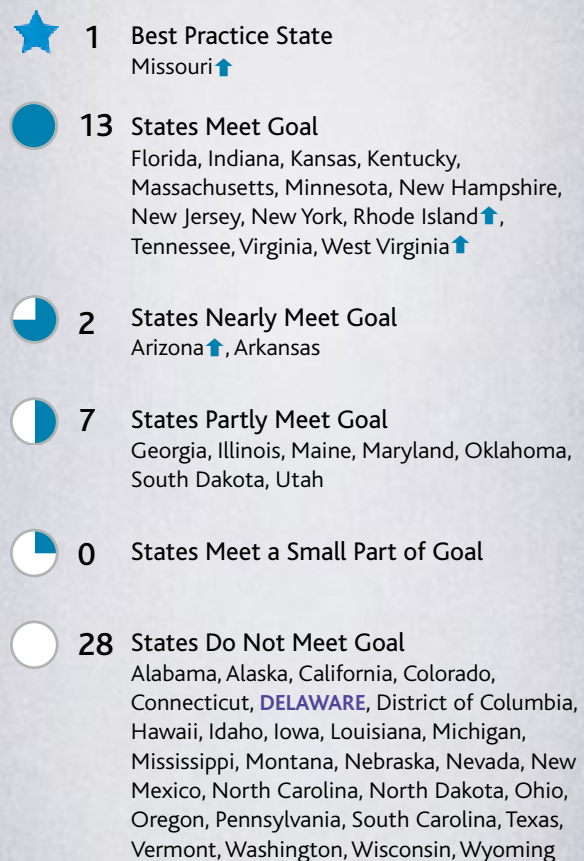 1 Best Practice State
Missouri⬆
13 States Meet Goal
Florida, Indiana, Kansas, Kentucky,
Massachusetts, Minnesota, New Hampshire,
New Jersey, New York, Rhode Island⬆,
Tennessee, Virginia, West Virginia⬆
2 States Nearly Meet Goal
Arizona⬆, Arkansas
7 States Partly Meet Goal
Georgia, Illinois, Maine, Maryland, Oklahoma,
South Dakota, Utah
0 States Meet a Small Part of Goal
28 States Do Not Meet Goal
Alabama, Alaska, California, Colorado,
Connecticut, DELAWARE, District of Columbia,
Hawaii, Idaho, Iowa, Louisiana, Michigan,
Mississippi, Montana, Nebraska, Nevada, New
Mexico, North Carolina, North Dakota, Ohio,
Oregon, Pennsylvania, South Carolina, Texas,
Vermont, Washington, Wisconsin, Wyoming